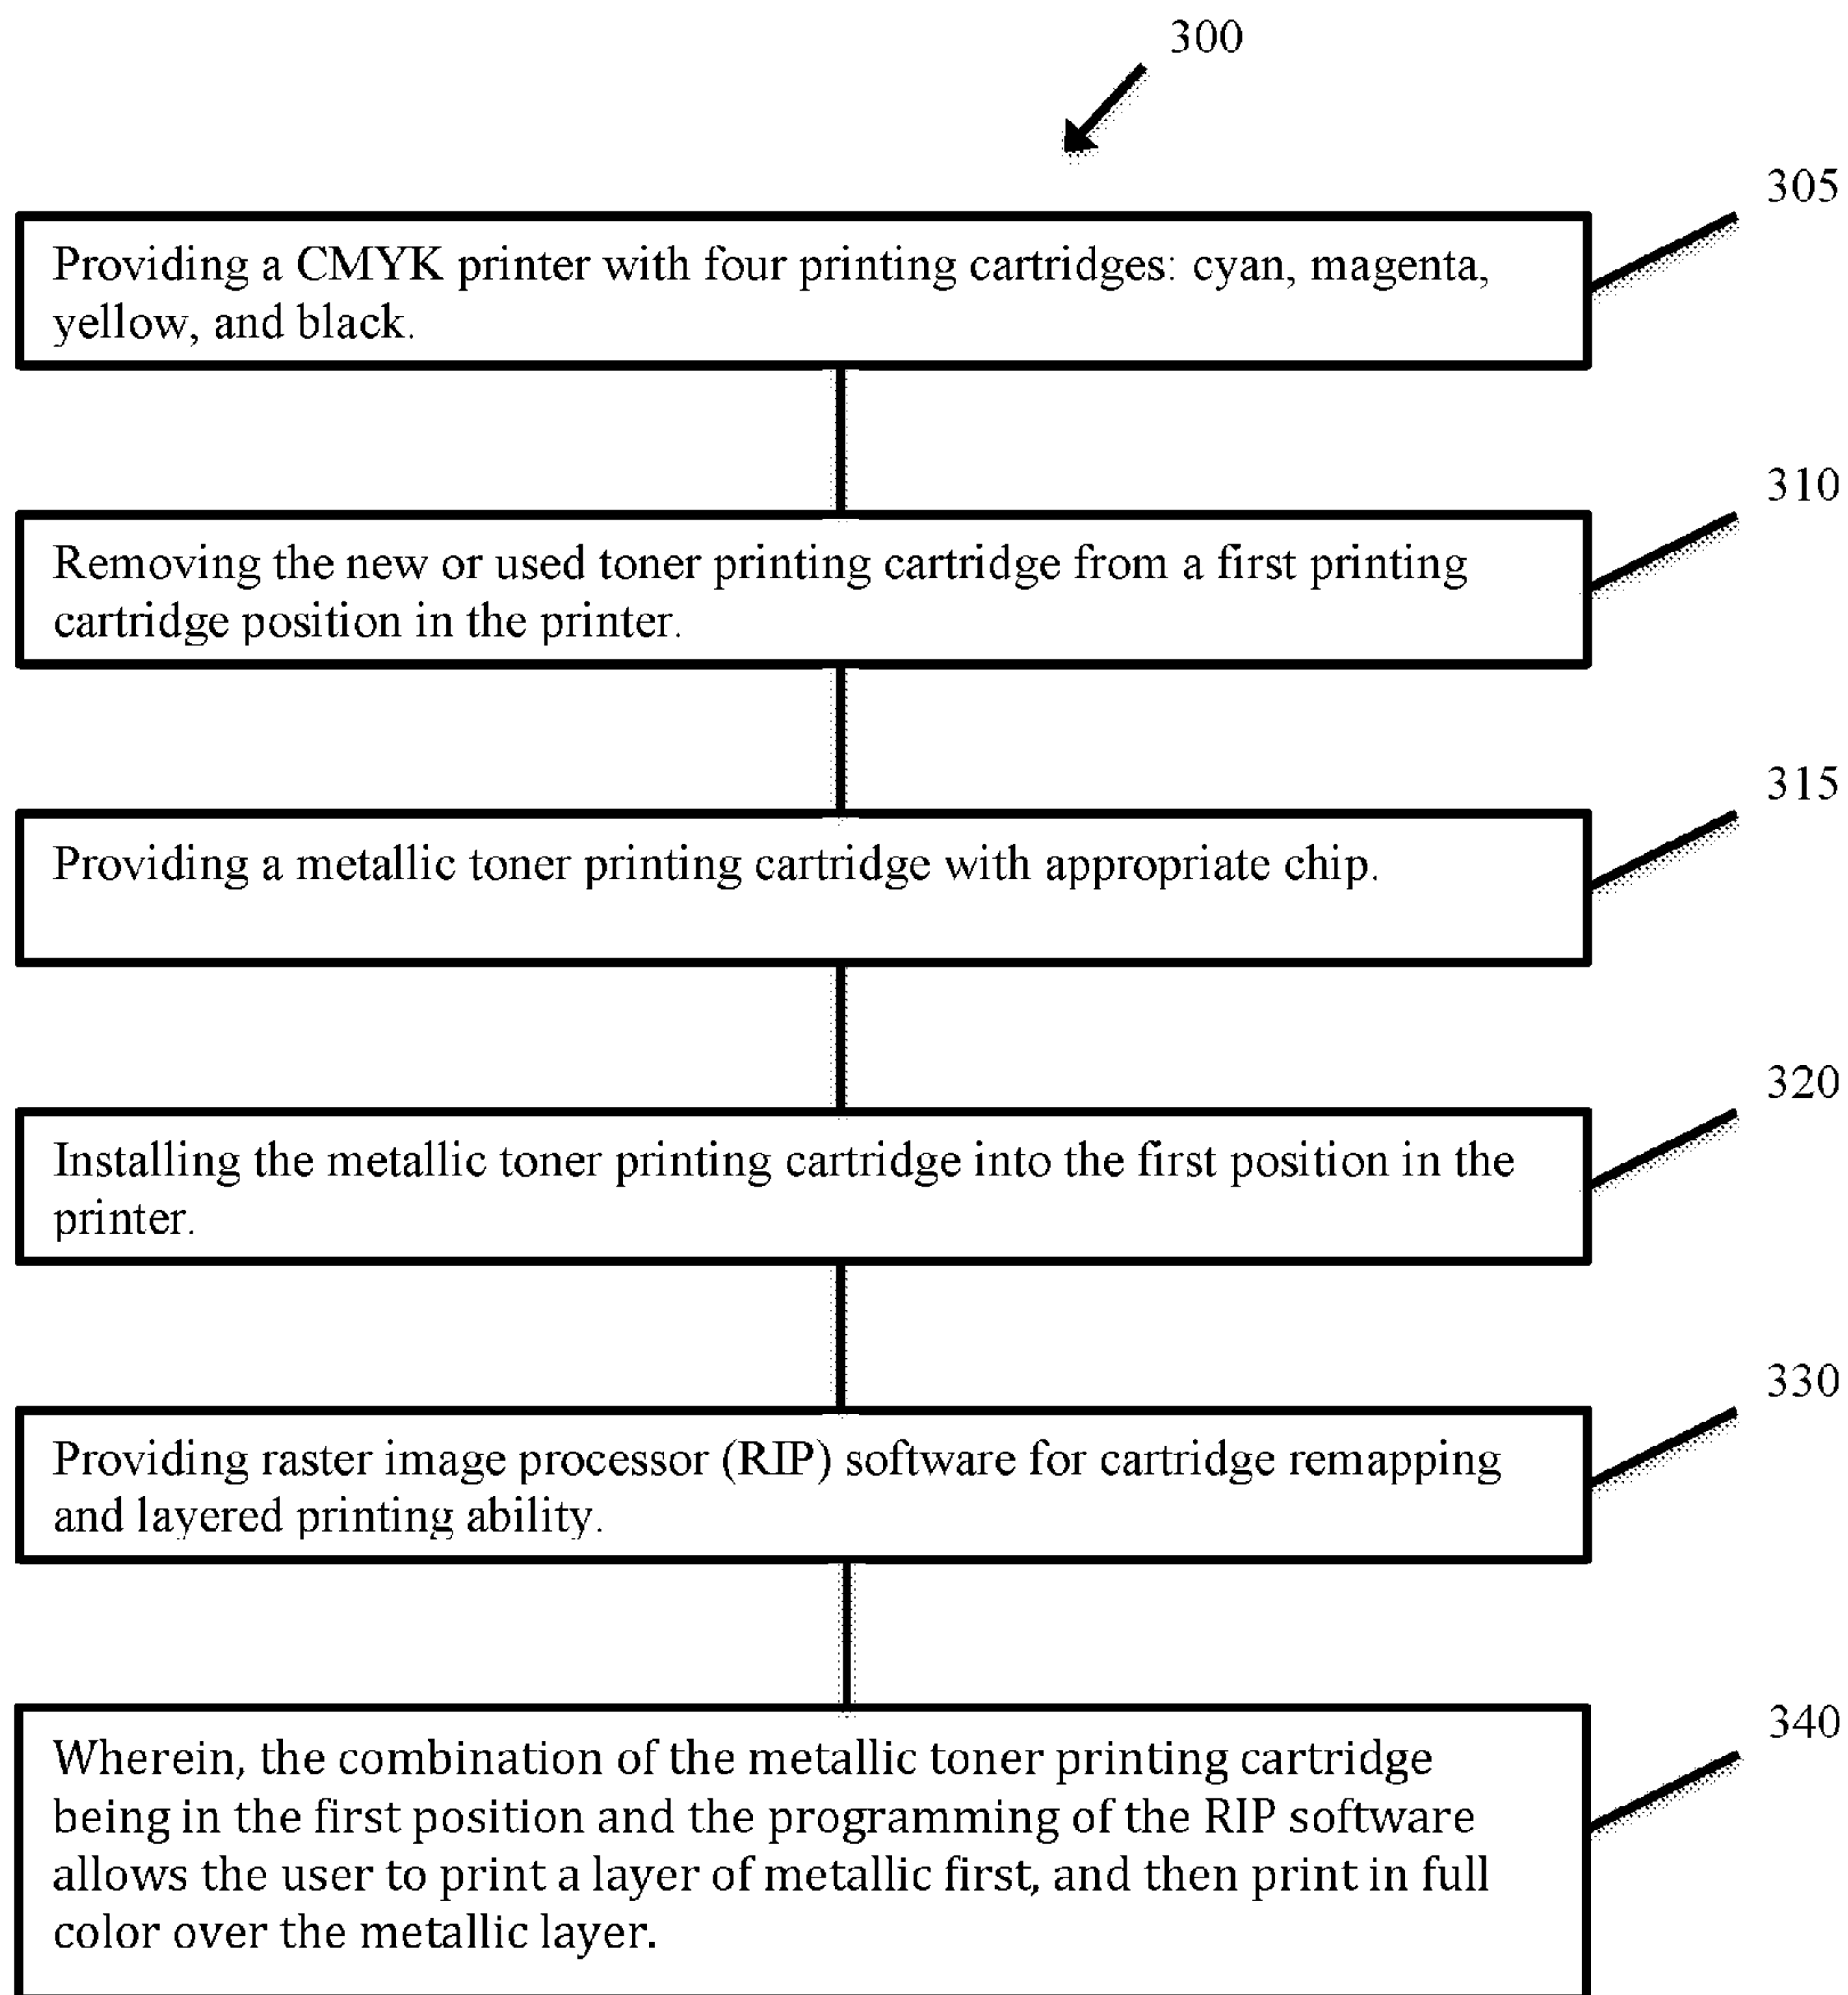 300
305
Providing a CMYK printer with four printing cartridges: cyan, magenta,
yellow, and black.
310
Removing the new or used toner printing cartridge from a first printing
cartridge position in the printer.
315
Providing a metallic toner printing cartridge with appropriate chip.
320
Installing the metallic toner printing cartridge into the first position in the
printer.
330
Providing raster image processor (RIP) software for cartridge remapping
and layered printing ability.
340
Wherein, the combination of the metallic toner printing cartridge
being in the first position and the programming of the RIP software
allows the user to print a layer of metallic first, and then print in full
color over the metallic layer.